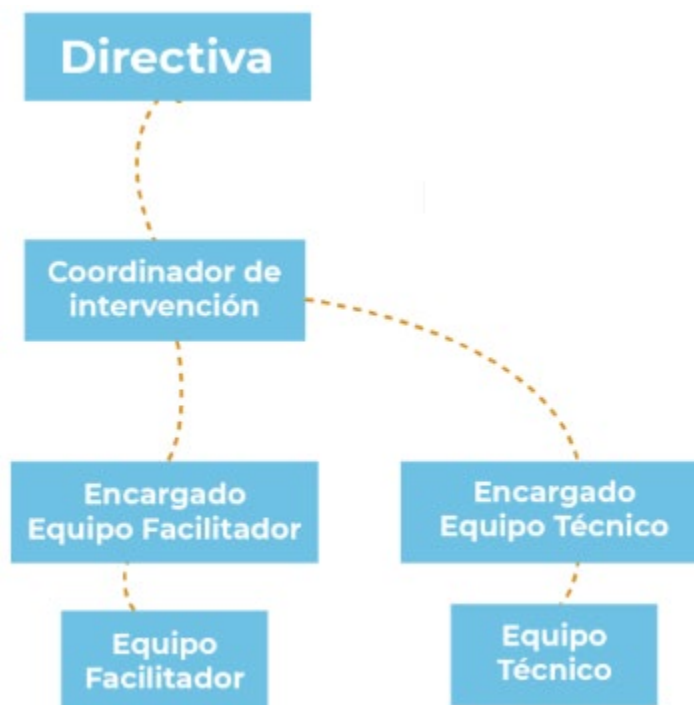 Directiva
Coordinador de
intervención
Encargado
Equipo Facilitador
Encargado
Equipo Técnico
Equipo
Facilitador
Equipo
Técnico